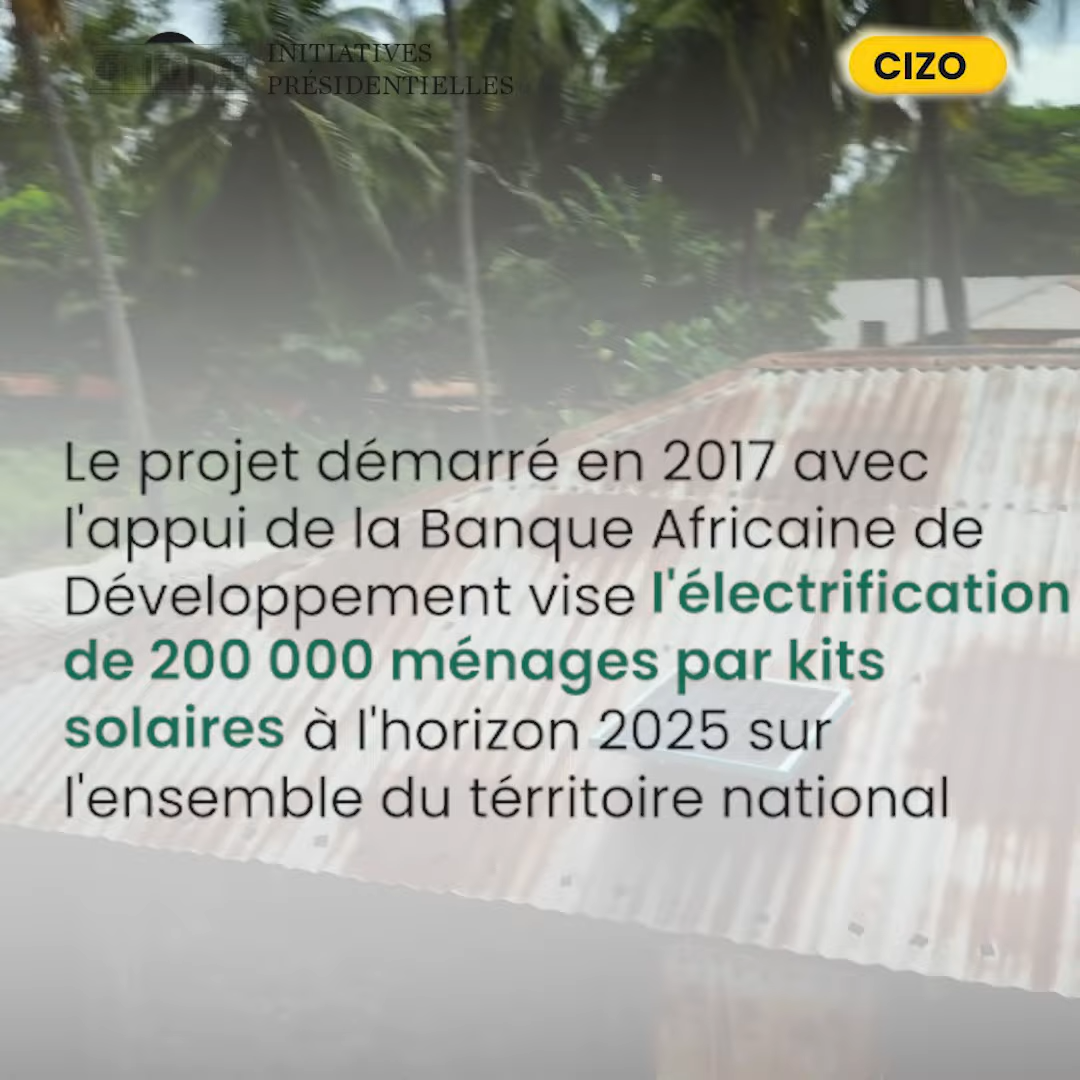 INITIATIVES
PRÉSIDENTIELLES
CIZO
Le projet démarré en 2017 avec
l'appui de la Banque Africaine de
Développement vise l'électrification
de 200 000 ménages par kits
solaires à l'horizon 2025 sur
l'ensemble du térritoire national